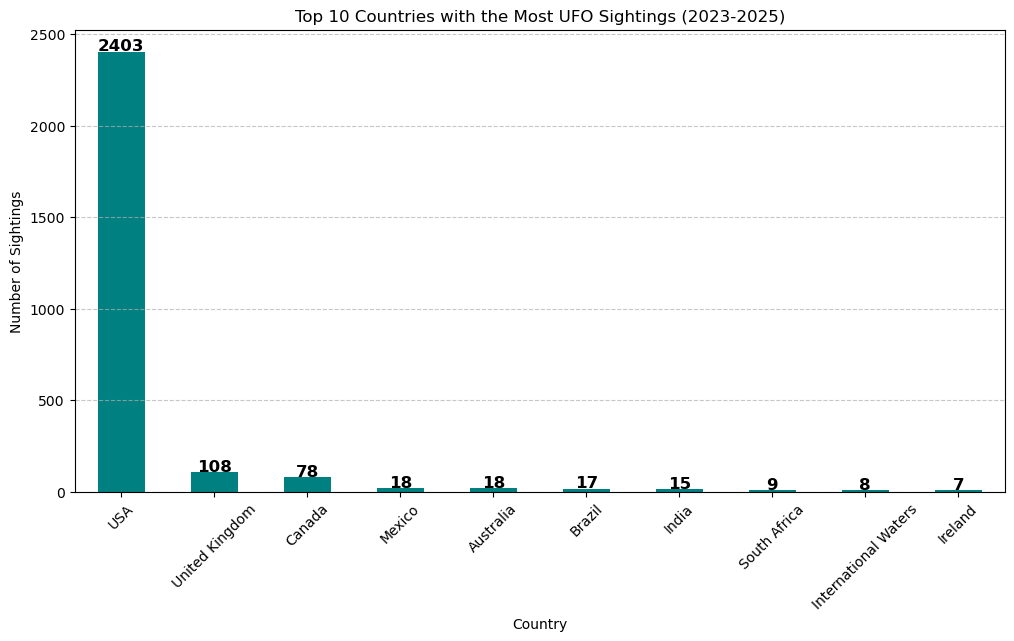 Top 10 Countries with the Most UFO Sightings (2023-2025)
Number of Sightings
2500
2000
1500
1000
500
0
2403
108
78
18
18
17
15
9
8
7
USA
United Kingdom
Canada
Mexico
Australia
Brazil
India
South Africa
International Waters
Ireland
Country